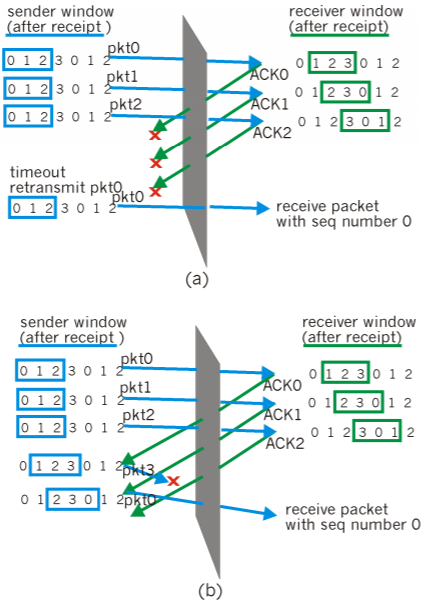 sender window
(after receipt )
receiver window
(after receipt)
0 1 2 3 0 1 2
pkt0
ACK0
0 1 2 3 0 1 2
0 1 2 3 0 1 2
pkt1
ACK1
0 1 2 3 0 1 2
0 1 2 3 0 1 2
pkt2
ACK2
0 1 2 3 0 1 2
timeout
retransmit pkt0
0 1 2 3 0 1 2
pkt0
receive packet
with seq number 0
(a)
sender window
(after receipt )
receiver window
(after receipt)
0 1 2 3 0 1 2
pkt0
ACK0
0 1 2 3 0 1 2
0 1 2 3 0 1 2
pkt1
ACK1
0 1 2 3 0 1 2
0 1 2 3 0 1 2
pkt2
ACK2
0 1 2 3 0 1 2
0 1 2 3 0 1 2
pkt3
0 1 2 3 0 1 2
pkt0
receive packet
with seq number 0
(b)